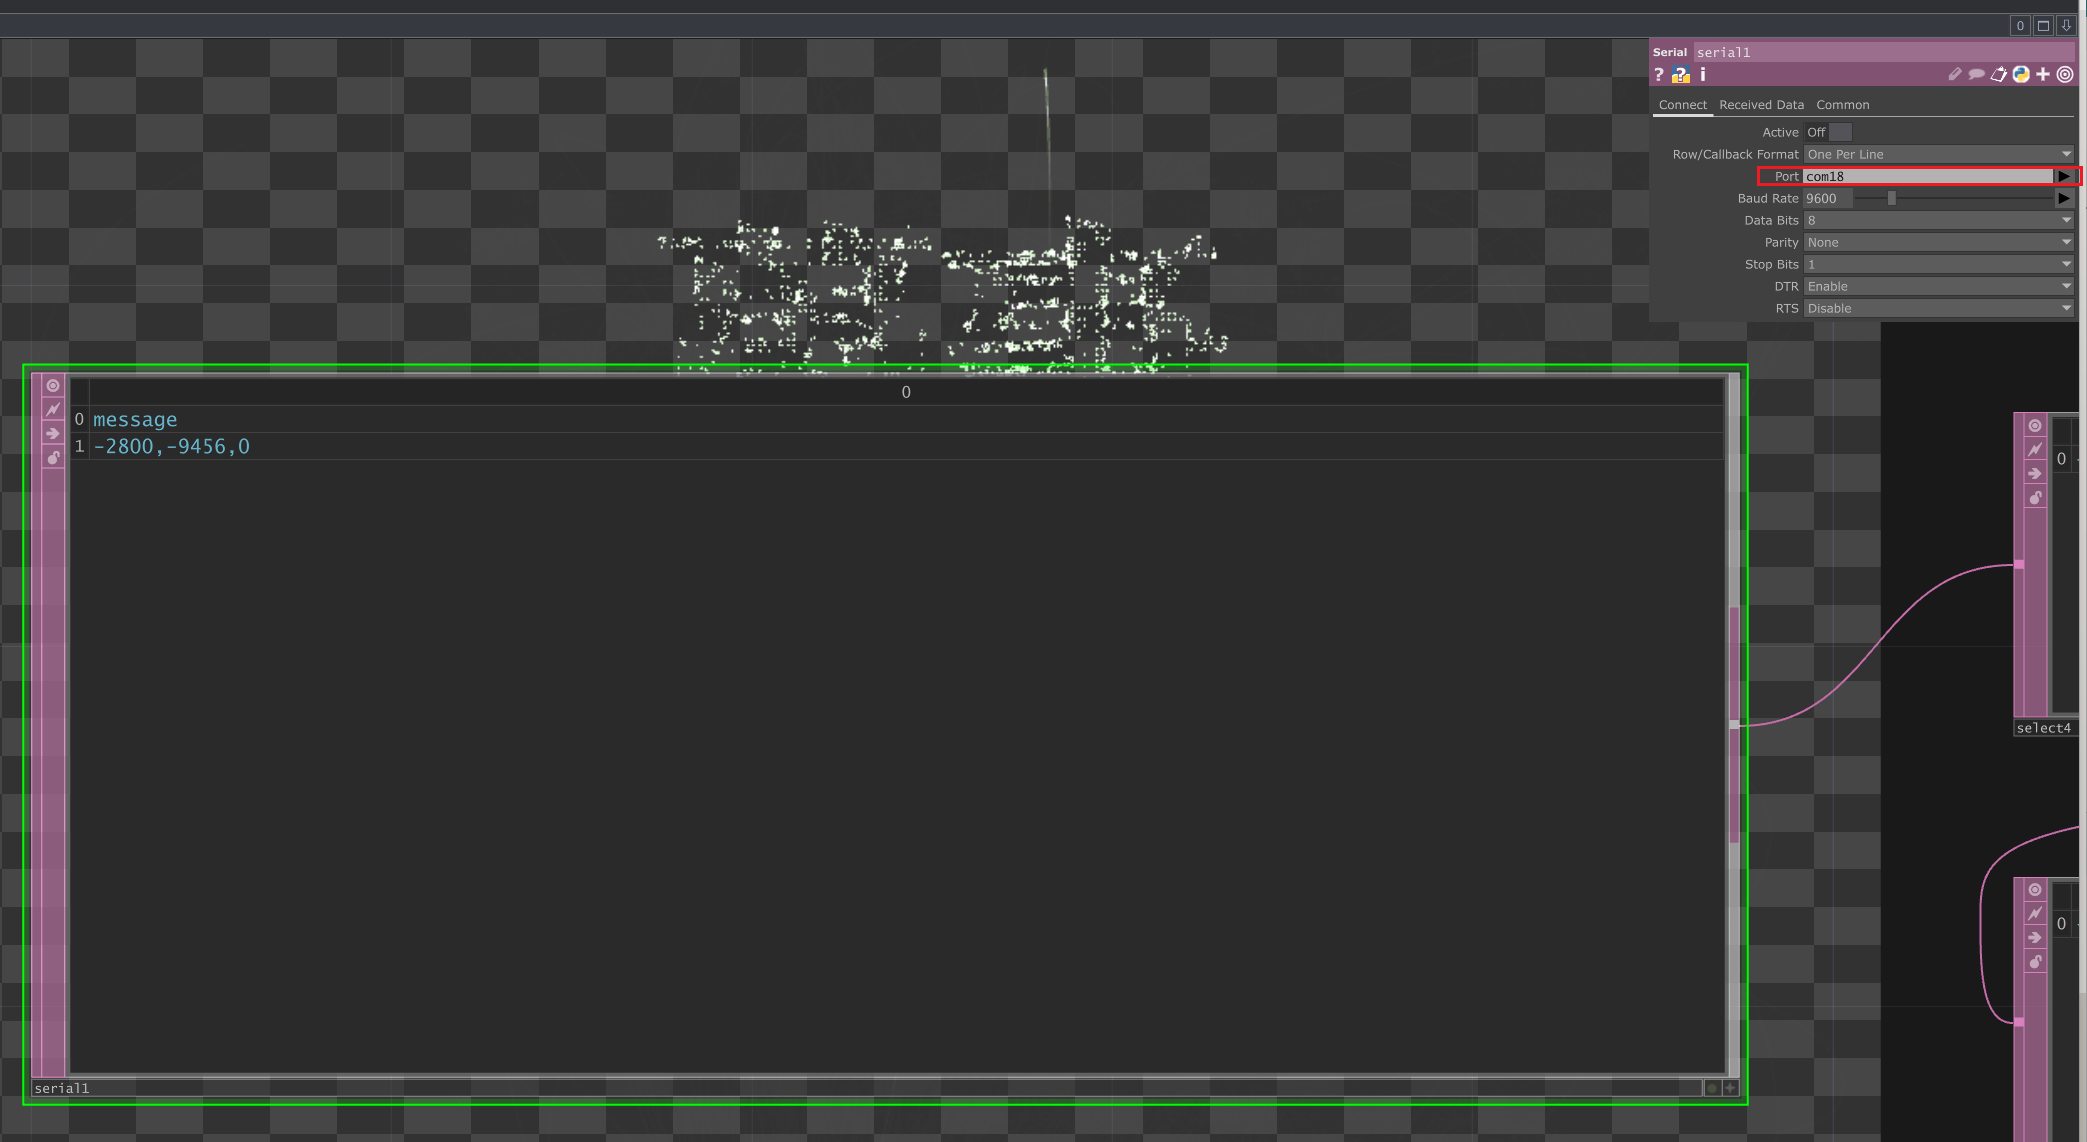 0
Serial serial1
? ? i
Connect Received Data Common
Active Off
Row/Callback Format One Per Line
Port com18
Baud Rate 9600
Data Bits 8
Parity None
Stop Bits 1
DTR Enable
RTS Disable
0
0 message
1 -2800,-9456,0
serial1
0
select4
0